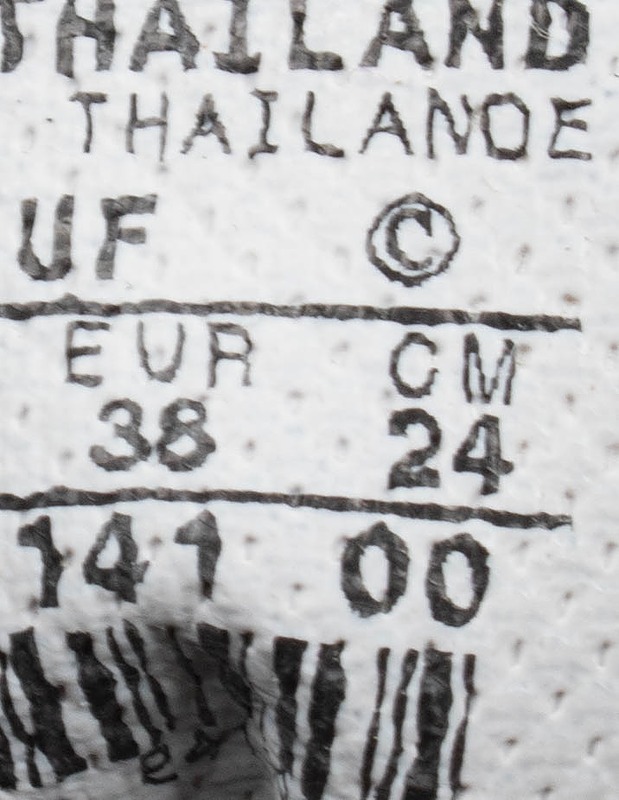 THAILAND
THAILANDE
UF ©
EUR CM
38 24
141 00